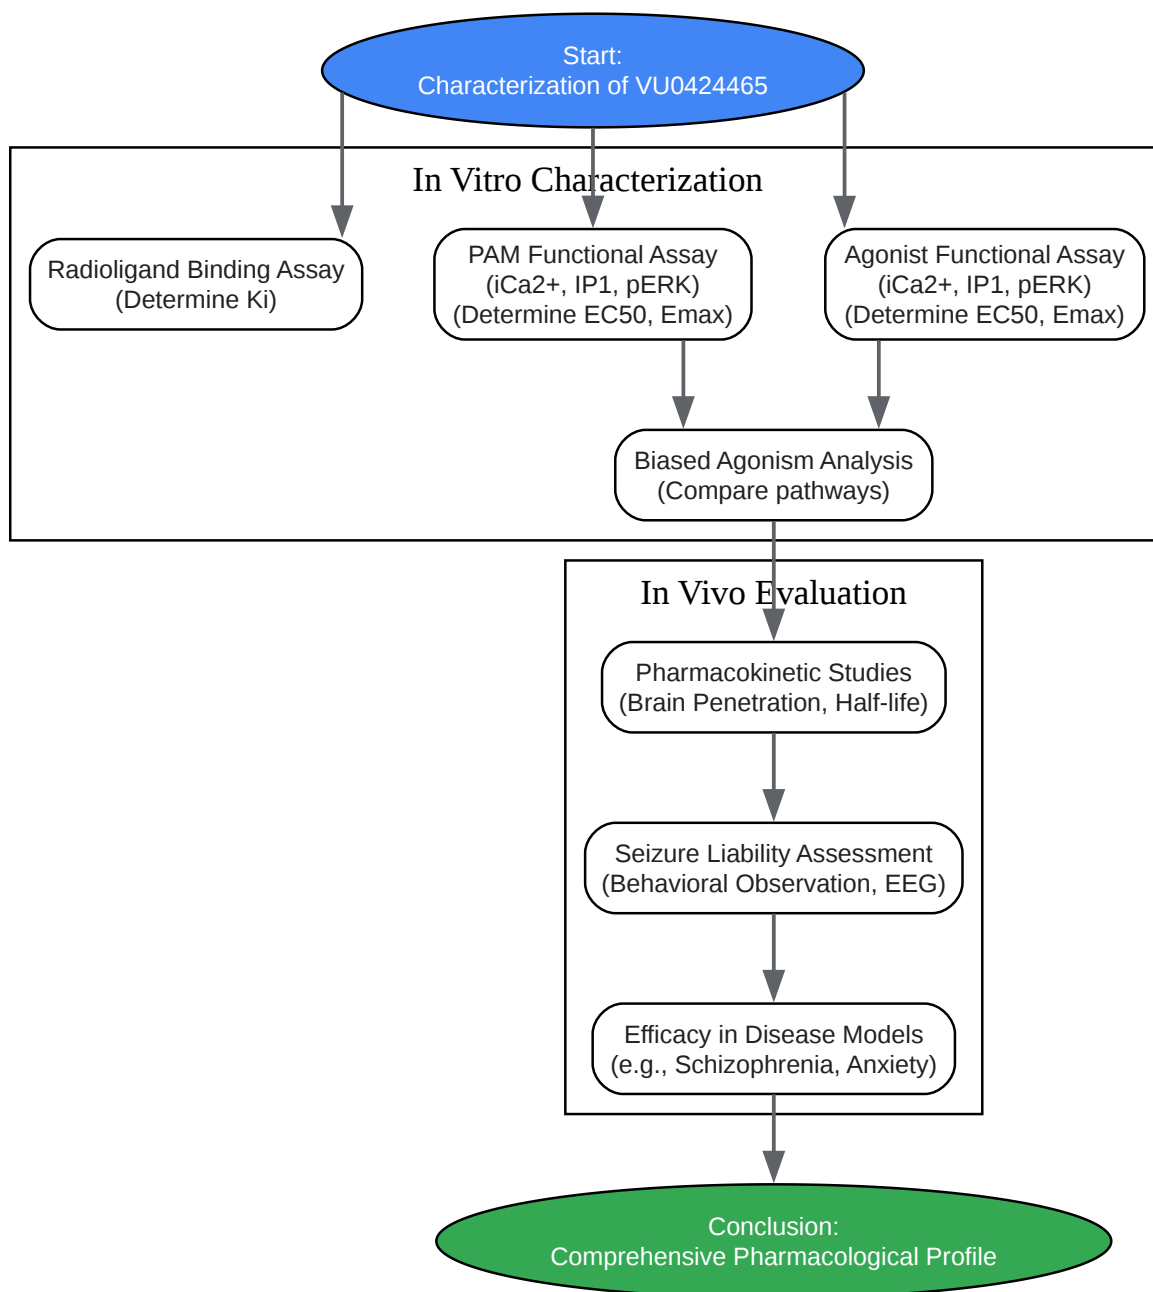 Start:
Characterization of VU0424465
In Vitro Characterization
Radioligand Binding Assay
(Determine Ki)
PAM Functional Assay
(iCa2+, IP1, pERK)
(Determine EC50, Emax)
Agonist Functional Assay
(iCa2+, IP1, pERK)
(Determine EC50, Emax)
Biased Agonism Analysis
(Compare pathways)
In Vivo Evaluation
Pharmacokinetic Studies
(Brain Penetration, Half-life)
Seizure Liability Assessment
(Behavioral Observation, EEG)
Efficacy in Disease Models
(e.g., Schizophrenia, Anxiety)
Conclusion:
Comprehensive Pharmacological Profile